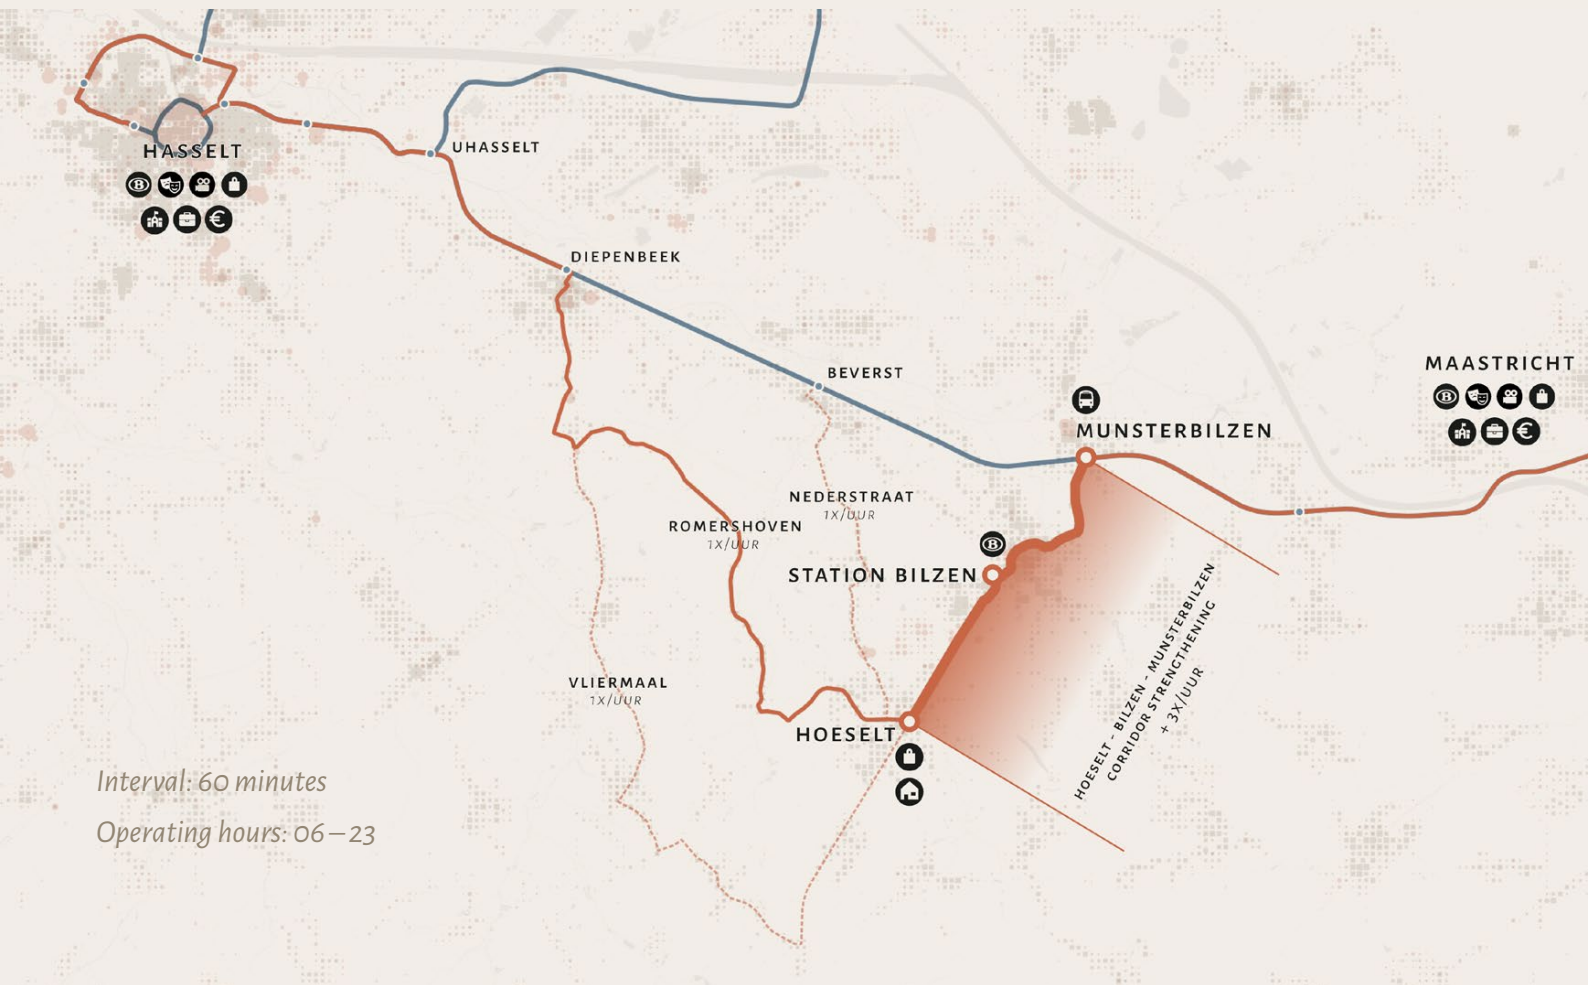 HASSELT
UHASSELT
DIEPENBEEK
BEVERST
MAASTRICHT
MUNSTERBILZEN
NEDERSTRAAT
1X/UUR
ROMERSHOVEN
1X/UUR
STATION BILZEN
VLIERMAAL
1X/UUR
HOESELT
HOESELT - BILZEN - MUNSTERBILZEN
CORRIDOR STRENGTHENING
+ 3X/UUR
Interval: 60 minutes
Operating hours: 06–23
B
€
B
€
B